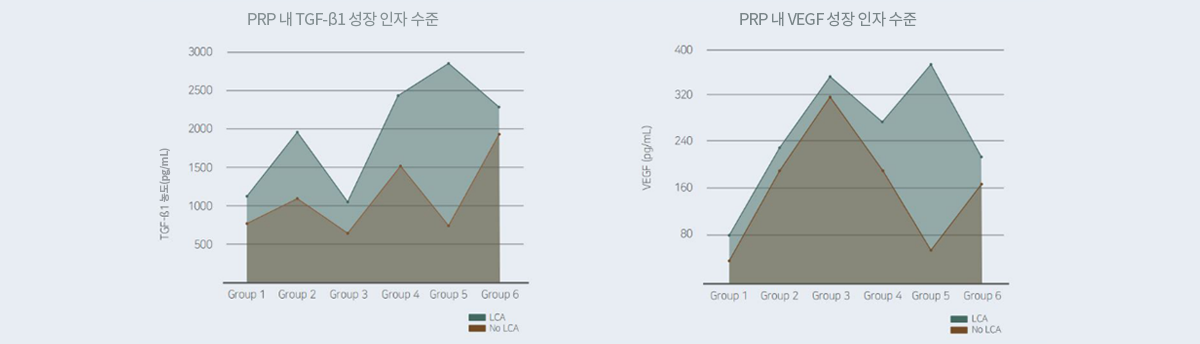 PRP 내 TGF-ß1 성장 인자 수준
3000
2500
2000
1500
1000
500
TGF-ß1 농도(pg/mL)
Group 1 Group 2 Group 3 Group 4 Group 5 Group 6
LCA
No LCA
PRP 내 VEGF 성장 인자 수준
400
320
240
160
80
VEGF (pg/mL)
Group 1 Group 2 Group 3 Group 4 Group 5 Group 6
LCA
No LCA